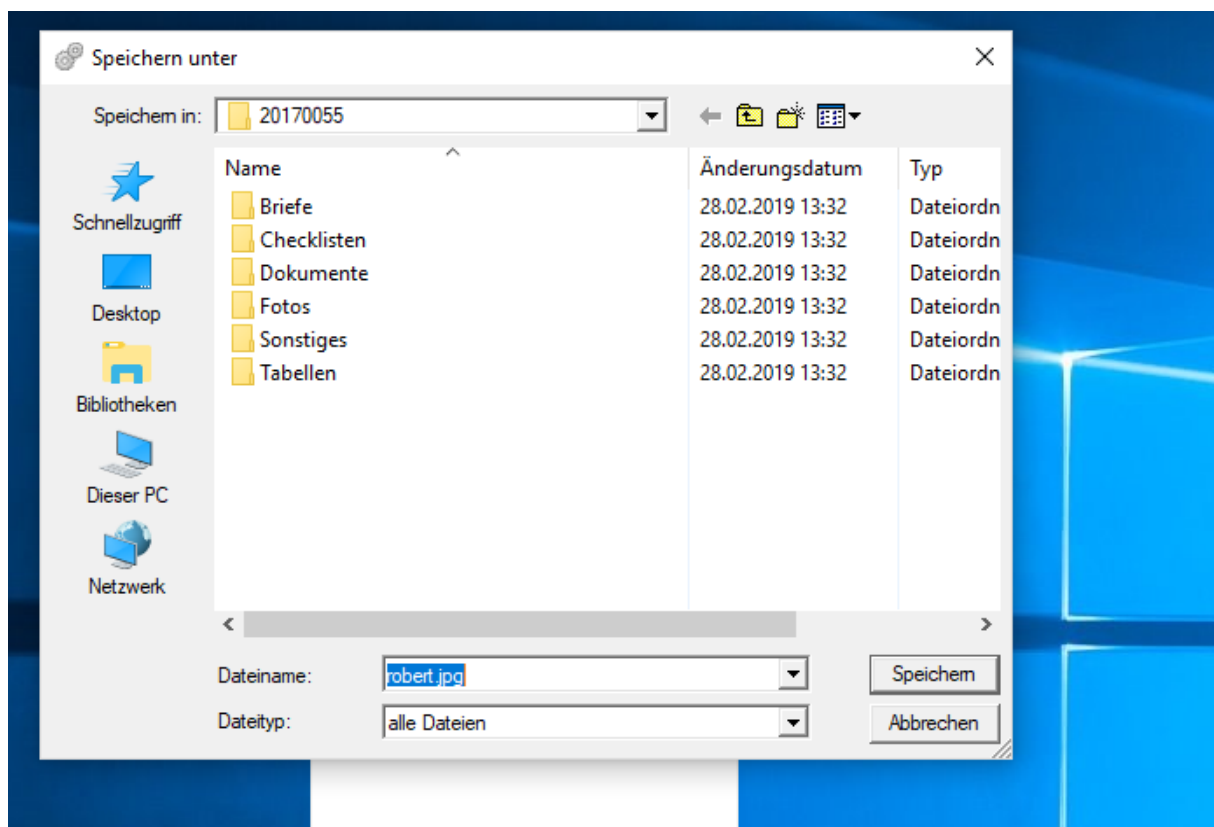 Speichern unter
Speichern in: 20170055
Name Änderungsdatum Typ
Briefe 28.02.2019 13:32 Dateiordn
Checklisten 28.02.2019 13:32 Dateiordn
Dokumente 28.02.2019 13:32 Dateiordn
Fotos 28.02.2019 13:32 Dateiordn
Sonstiges 28.02.2019 13:32 Dateiordn
Tabellen 28.02.2019 13:32 Dateiordn
Schnellzugriff
Desktop
Bibliotheken
Dieser PC
Netzwerk
Dateiname: robert.jpg Speichern
Dateityp: alle Dateien Abbrechen